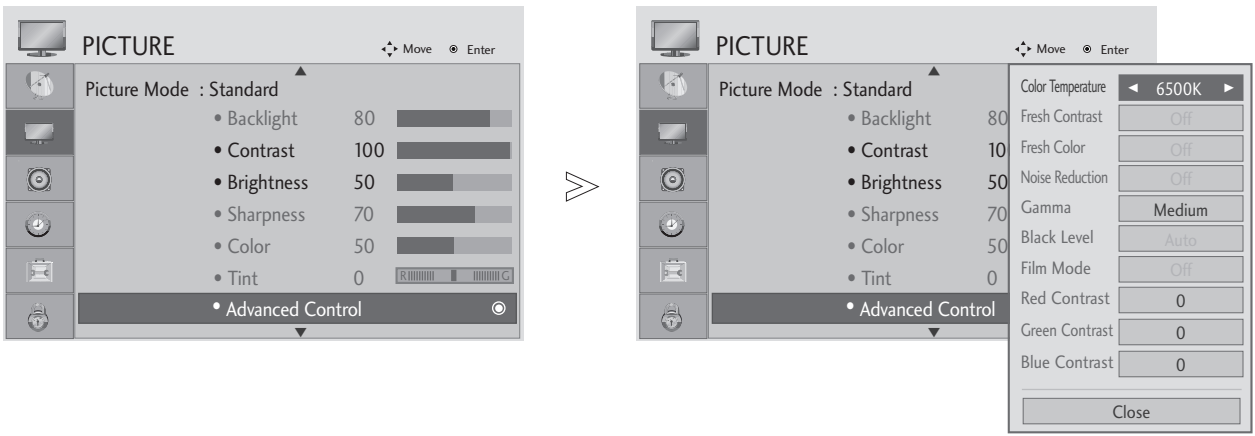 PICTURE
Move Enter
Picture Mode : Standard
• Backlight 80
• Contrast 100
• Brightness 50
• Sharpness 70
• Color 50
• Tint 0 R G
• Advanced Control
PICTURE
Move Enter
Picture Mode : Standard
• Backlight 80
• Contrast 10
• Brightness 50
• Sharpness 70
• Color 50
• Tint 0
• Advanced Control
Color Temperature ◄ 6500K ►
Fresh Contrast Off
Fresh Color Off
Noise Reduction Off
Gamma Medium
Black Level Auto
Film Mode Off
Red Contrast 0
Green Contrast 0
Blue Contrast 0
Close